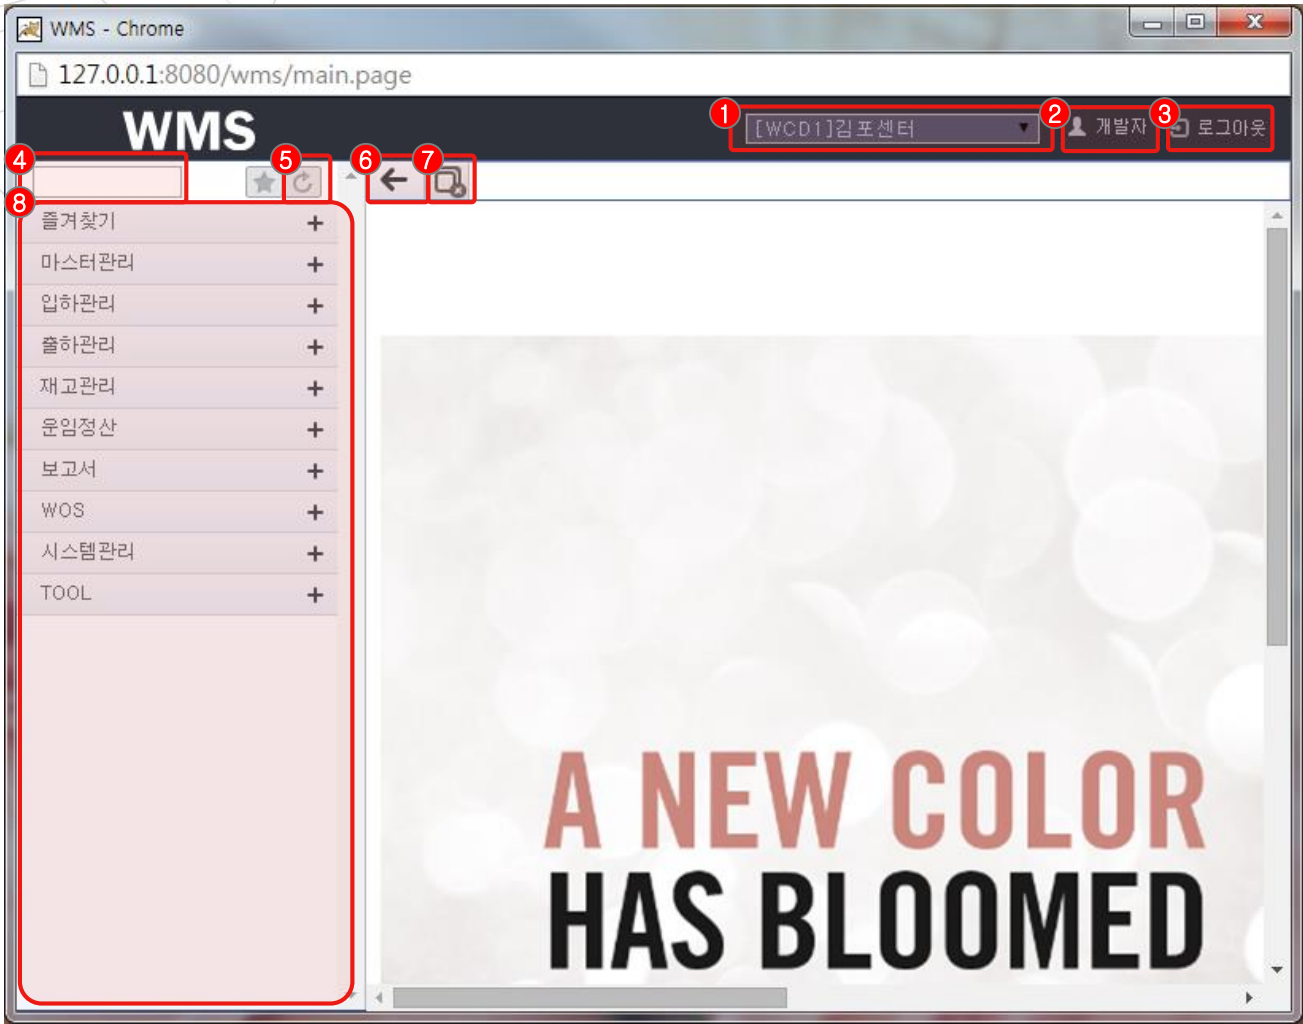 WMS - Chrome
127.0.0.1:8080/wms/main.page
WMS
1 [WCD1]김포센터 2 개발자 3 로그아웃
4 5 6 7
8
즐겨찾기
마스터관리
입하관리
출하관리
재고관리
운임정산
보고서
WOS
시스템관리
TOOL
A NEW COLOR
HAS BLOOMED